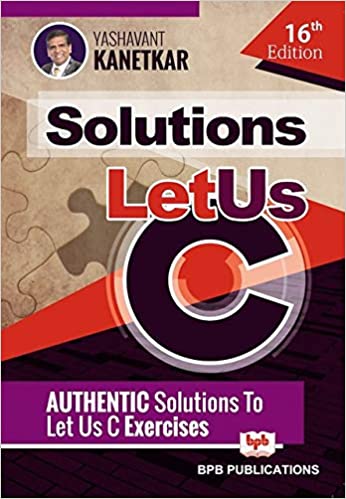 YASHAVANT
KANETKAR
16th
Edition
Solutions
LetUs
C
AUTHENTIC Solutions To
Let Us C Exercises
bpb
BPB PUBLICATIONS